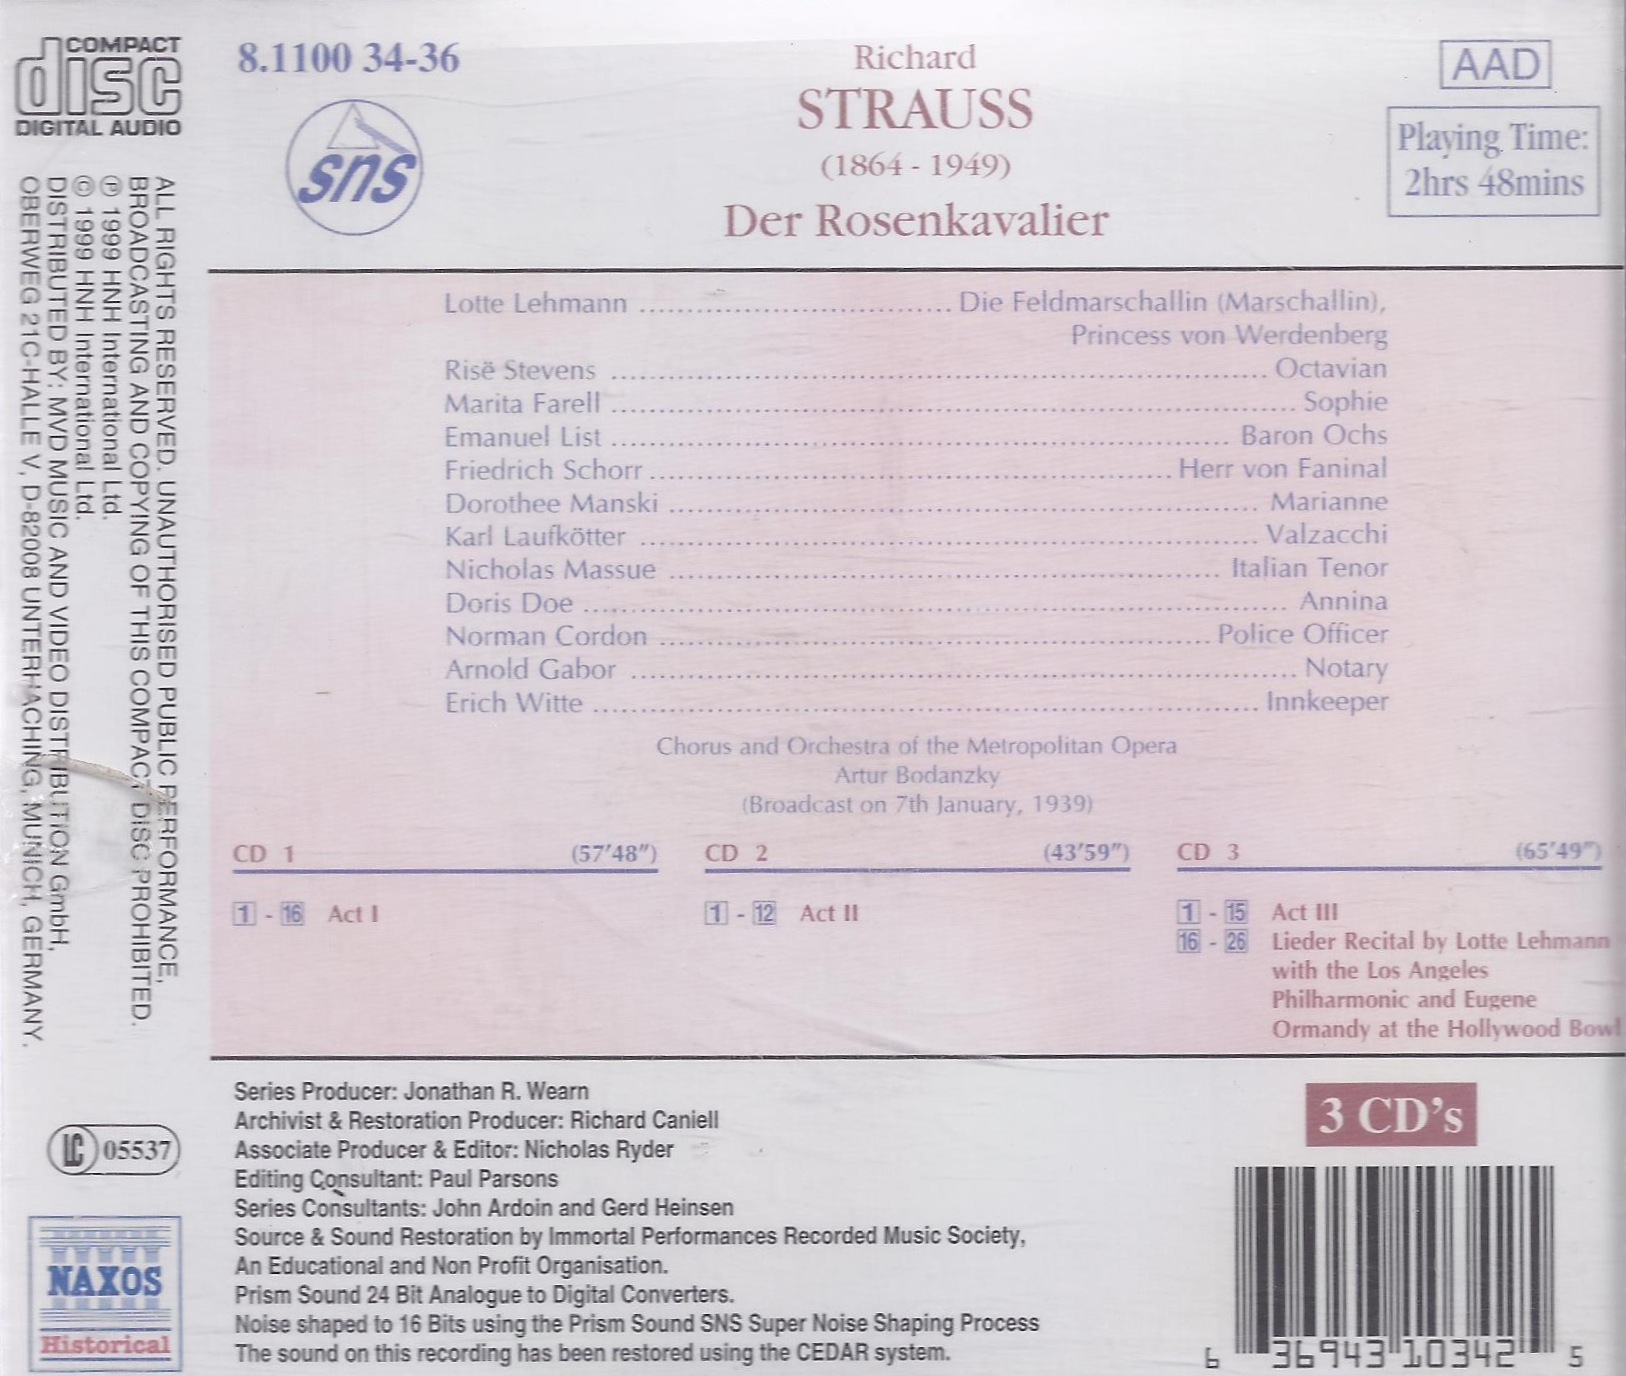 COMPACT
disc
DIGITAL AUDIO
8.1100 34-36
sns
Richard
STRAUSS
(1864 - 1949)
Der Rosenkavalier
AAD
Playing Time:
2hrs 48mins
ALL RIGHTS RESERVED. UNAUTHORISED PUBLIC PERFORMANCE,
BROADCASTING AND COPYING OF THIS COMPACT DISC PROHIBITED.
℗ 1999 HNH International Ltd.
© 1999 HNH International Ltd.
DISTRIBUTED BY: MVD MUSIC AND VIDEO DISTRIBUTION GmbH,
OBERWEG 21C-HALLE V, D-82008 UNTERHACHING, MUNICH, GERMANY.
Lotte Lehmann ................................ Die Feldmarschallin (Marschallin),
Princess von Werdenberg
Risë Stevens ................................ Octavian
Marita Farell ................................ Sophie
Emanuel List ................................ Baron Ochs
Friedrich Schorr ................................ Herr von Faninal
Dorothee Manski ................................ Marianne
Karl Laufkötter ................................ Valzacchi
Nicholas Massue ................................ Italian Tenor
Doris Doe ................................ Annina
Norman Cordon ................................ Police Officer
Arnold Gabor ................................ Notary
Erich Witte ................................ Innkeeper
Chorus and Orchestra of the Metropolitan Opera
Artur Bodanzky
(Broadcast on 7th January, 1939)
CD 1 (57'48")
1 - 16 Act I
CD 2 (43'59")
1 - 12 Act II
CD 3 (65'49")
1 - 15 Act III
16 - 26 Lieder Recital by Lotte Lehmann
with the Los Angeles
Philharmonic and Eugene
Ormandy at the Hollywood Bowl
Series Producer: Jonathan R. Wearn
Archivist & Restoration Producer: Richard Caniell
Associate Producer & Editor: Nicholas Ryder
Editing Consultant: Paul Parsons
Series Consultants: John Ardoin and Gerd Heinsen
Source & Sound Restoration by Immortal Performances Recorded Music Society,
An Educational and Non Profit Organisation.
Prism Sound 24 Bit Analogue to Digital Converters.
Noise shaped to 16 Bits using the Prism Sound SNS Super Noise Shaping Process
The sound on this recording has been restored using the CEDAR system.
LC 05537
NAXOS
Historical
3 CD's
6 36943 10342 5